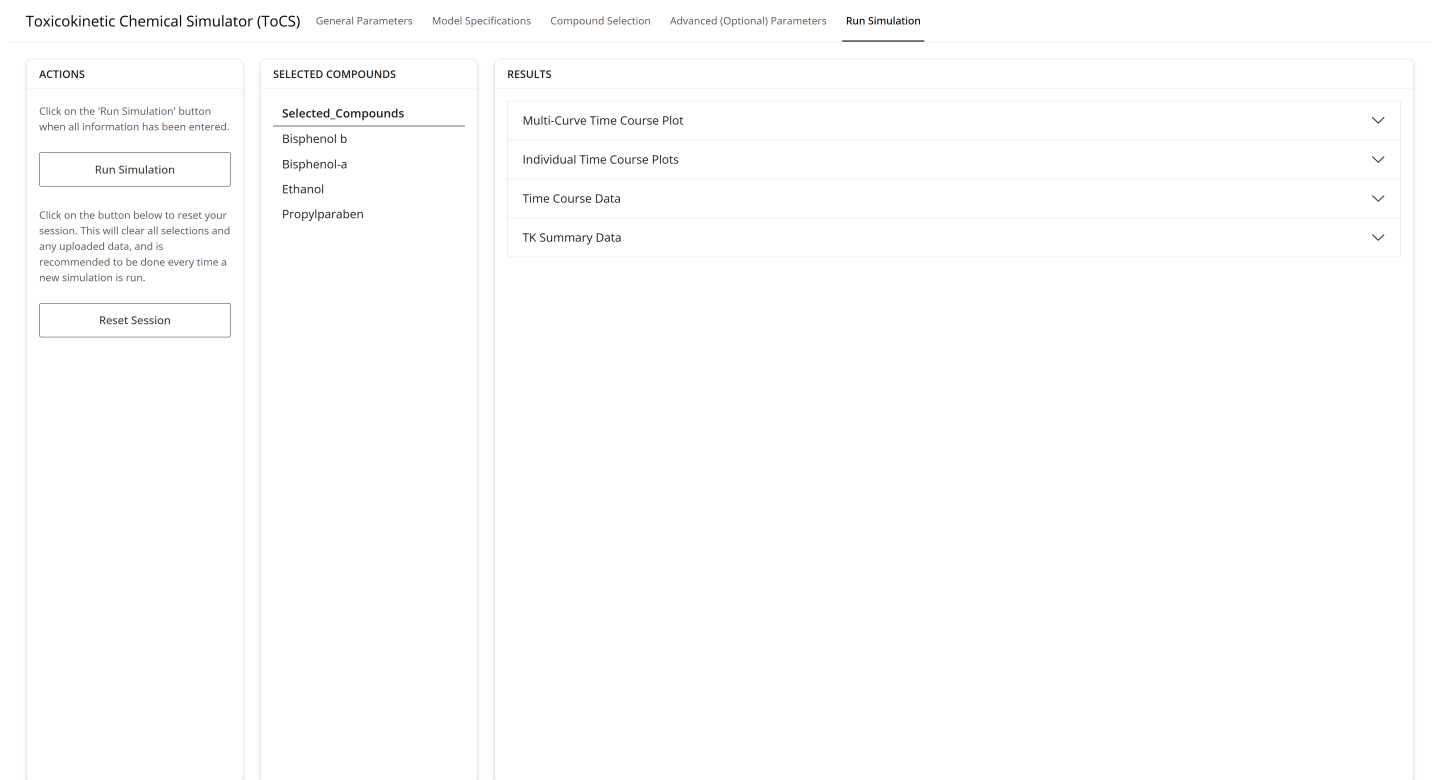 Toxicokinetic Chemical Simulator (ToCS) General Parameters Model Specifications Compound Selection Advanced (Optional) Parameters Run Simulation
ACTIONS
Click on the 'Run Simulation' button
when all information has been entered.
Run Simulation
Click on the button below to reset your
session. This will clear all selections and
any uploaded data, and is
recommended to be done every time a
new simulation is run.
Reset Session
SELECTED COMPOUNDS
Selected_Compounds
Bisphenol b
Bisphenol-a
Ethanol
Propylparaben
RESULTS
Multi-Curve Time Course Plot
Individual Time Course Plots
Time Course Data
TK Summary Data